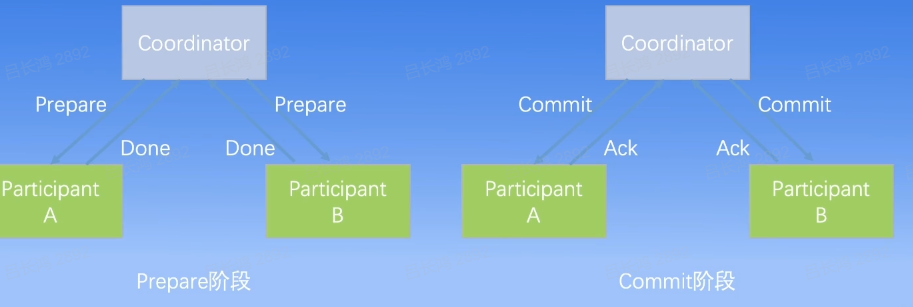 Coordinator
Prepare
Prepare
Done
Done
Participant
A
Participant
B
Prepare阶段
Coordinator
Commit
Commit
Ack
Ack
Participant
A
Participant
B
Commit阶段